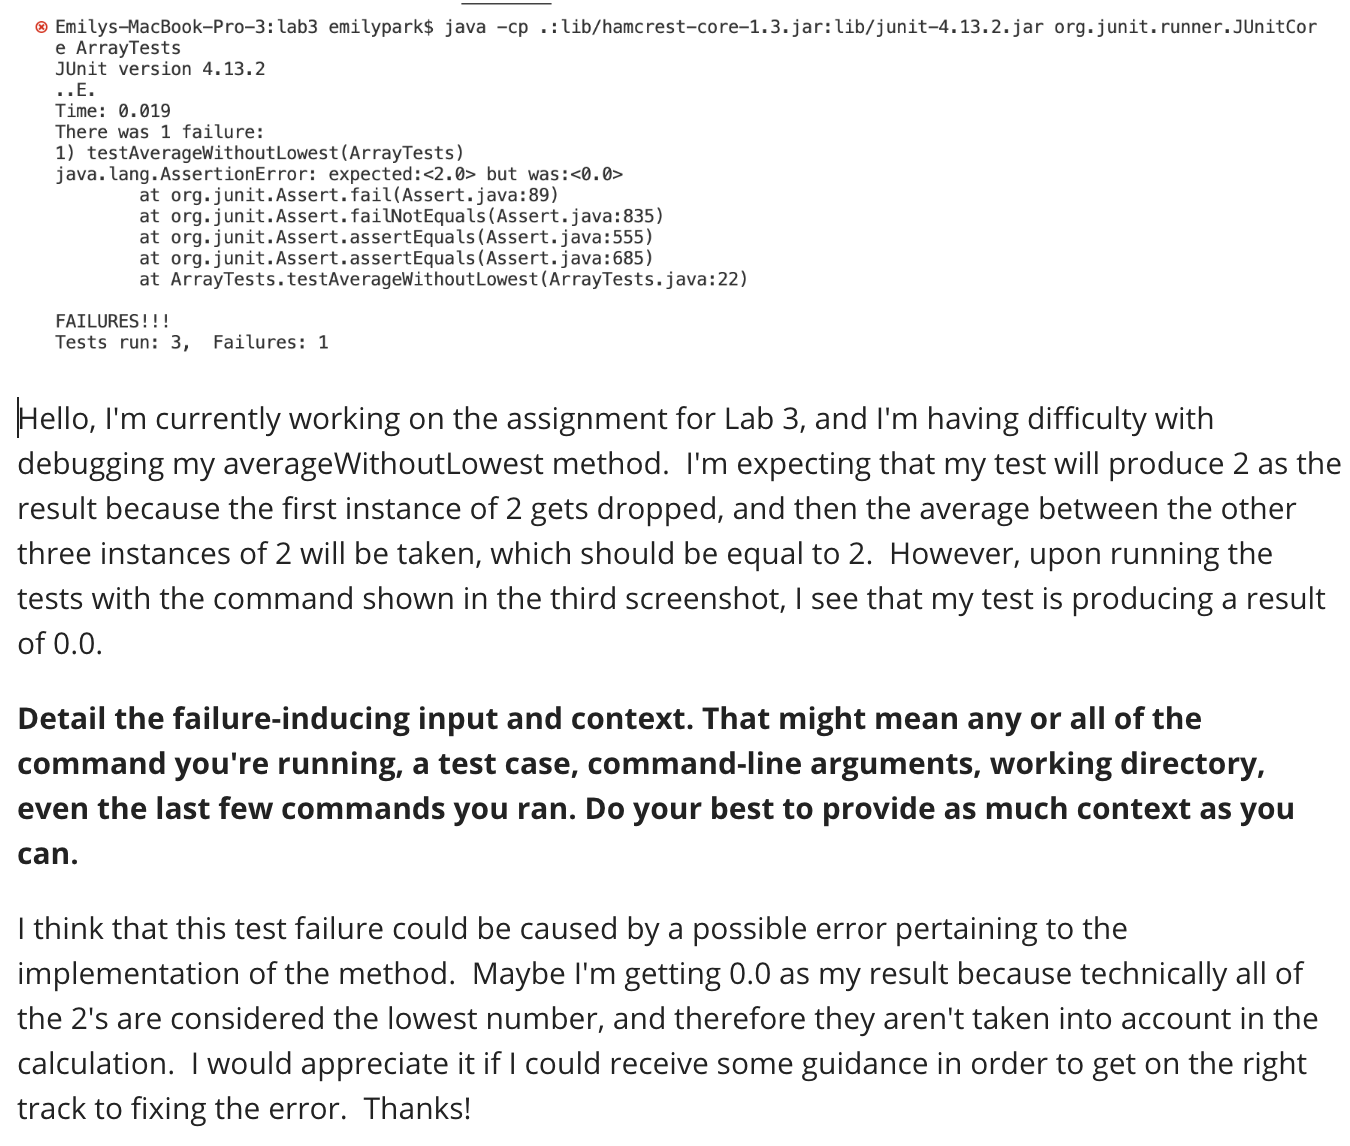 Emilys-MacBook-Pro-3:lab3 emilypark$ java -cp .:lib/hamcrest-core-1.3.jar:lib/junit-4.13.2.jar org.junit.runner.JUnitCor
e ArrayTests
JUnit version 4.13.2
..E.
Time: 0.019
There was 1 failure:
1) testAverageWithoutLowest(ArrayTests)
java.lang.AssertionError: expected:<2.0> but was:<0.0>
        at org.junit.Assert.fail(Assert.java:89)
        at org.junit.Assert.failNotEquals(Assert.java:835)
        at org.junit.Assert.assertEquals(Assert.java:555)
        at org.junit.Assert.assertEquals(Assert.java:685)
        at ArrayTests.testAverageWithoutLowest(ArrayTests.java:22)

FAILURES!!!
Tests run: 3,  Failures: 1

Hello, I'm currently working on the assignment for Lab 3, and I'm having difficulty with
debugging my averageWithoutLowest method.  I'm expecting that my test will produce 2 as the
result because the first instance of 2 gets dropped, and then the average between the other
three instances of 2 will be taken, which should be equal to 2.  However, upon running the
tests with the command shown in the third screenshot, I see that my test is producing a result
of 0.0.

Detail the failure-inducing input and context. That might mean any or all of the
command you're running, a test case, command-line arguments, working directory,
even the last few commands you ran. Do your best to provide as much context as you
can.

I think that this test failure could be caused by a possible error pertaining to the
implementation of the method.  Maybe I'm getting 0.0 as my result because technically all of
the 2's are considered the lowest number, and therefore they aren't taken into account in the
calculation.  I would appreciate it if I could receive some guidance in order to get on the right
track to fixing the error.  Thanks!